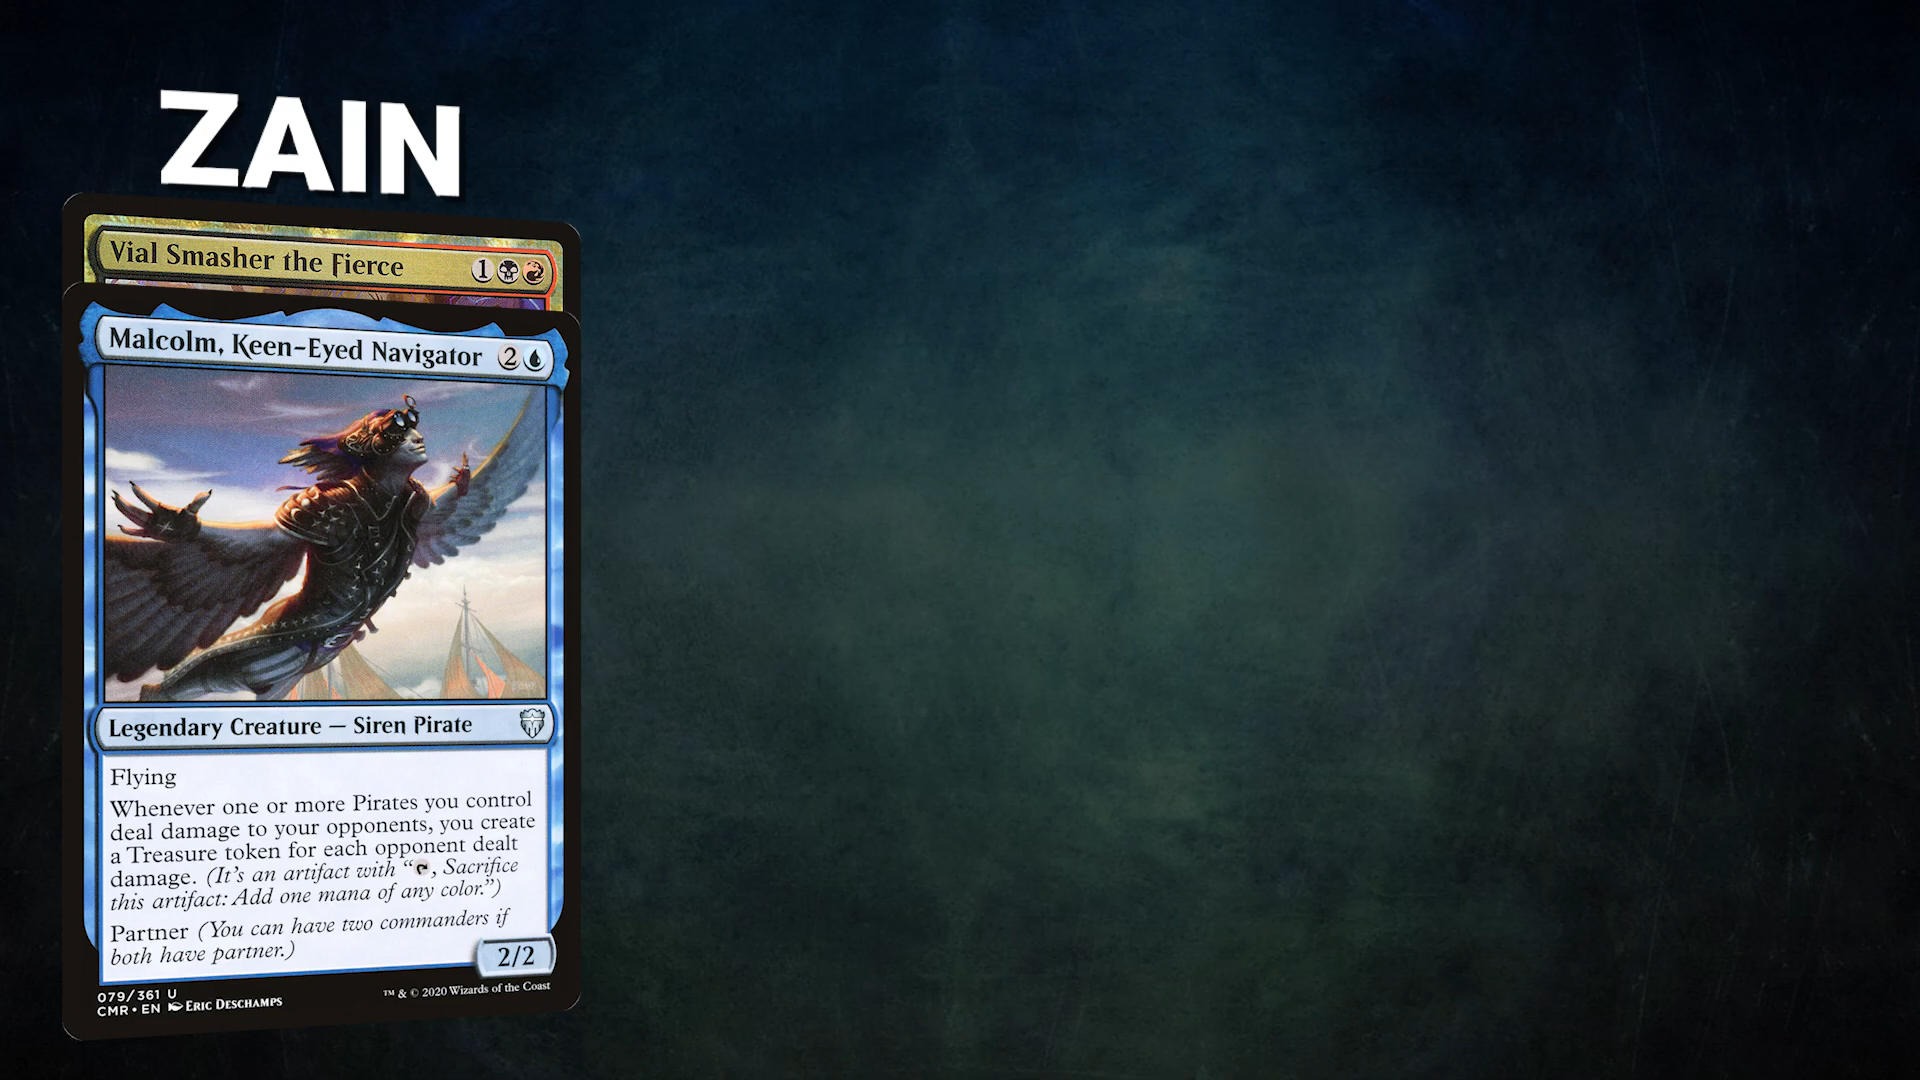 ZAIN
Vial Smasher the Fierce 1
Malcolm, Keen-Eyed Navigator 2
Legendary Creature — Siren Pirate
Flying
Whenever one or more Pirates you control
deal damage to your opponents, you create
a Treasure token for each opponent dealt
damage. (It's an artifact with “, Sacrifice
this artifact: Add one mana of any color.”)
Partner (You can have two commanders if
both have partner.)
2/2
079/361 U
CMR • EN Eric Deschamps
™ & © 2020 Wizards of the Coast